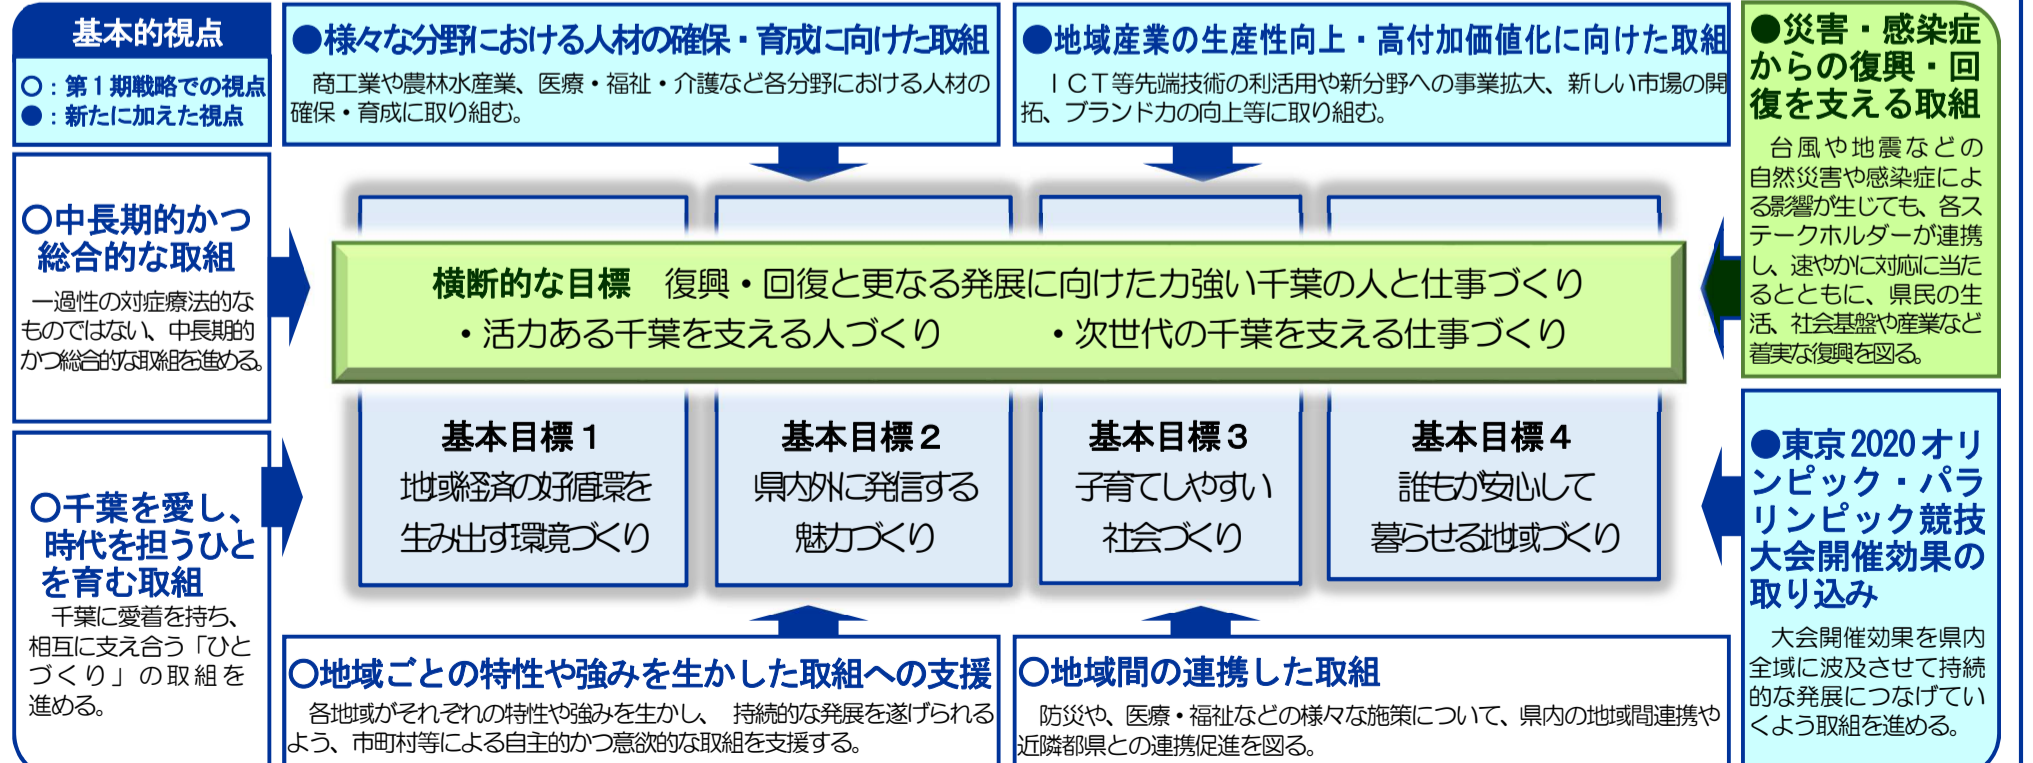 基本的視点
○：第１期戦略での視点
●：新たに加えた視点
●様々な分野における人材の確保・育成に向けた取組
商工業や農林水産業、医療・福祉・介護など各分野における人材の
確保・育成に取り組む。
●地域産業の生産性向上・高付加価値化に向けた取組
ＩＣＴ等先端技術の利活用や新分野への事業拡大、新しい市場の開
拓、ブランド力の向上等に取り組む。
●災害・感染症
からの復興・回
復を支える取組
台風や地震などの
自然災害や感染症によ
る影響が生じても、各ス
テークホルダーが連携
し、速やかに対応に当た
るとともに、県民の生
活、社会基盤や産業など
着実な復興を図る。
○中長期的かつ
総合的な取組
一過性の対症療法的な
ものではない、中長期的
かつ総合的な取組を進める。
横断的な目標　復興・回復と更なる発展に向けた力強い千葉の人と仕事づくり
・活力ある千葉を支える人づくり　　・次世代の千葉を支える仕事づくり
基本目標１
地域経済の好循環を
生み出す環境づくり
基本目標２
県内外に発信する
魅力づくり
基本目標３
子育てしやすい
社会づくり
基本目標４
誰もが安心して
暮らせる地域づくり
○千葉を愛し、
時代を担うひと
を育む取組
千葉に愛着を持ち、
相互に支え合う「ひと
づくり」の取組を
進める。
●東京2020オリ
ンピック・パラ
リンピック競技
大会開催効果の
取り込み
大会開催効果を県内
全域に波及させて持続
的な発展につなげてい
くよう取組を進める。
○地域ごとの特性や強みを生かした取組への支援
各地域がそれぞれの特性や強みを生かし、　持続的な発展を遂げられる
よう、市町村等による自主的かつ意欲的な取組を支援する。
○地域間の連携した取組
防災や、医療・福祉などの様々な施策について、県内の地域間連携や
近隣都県との連携促進を図る。